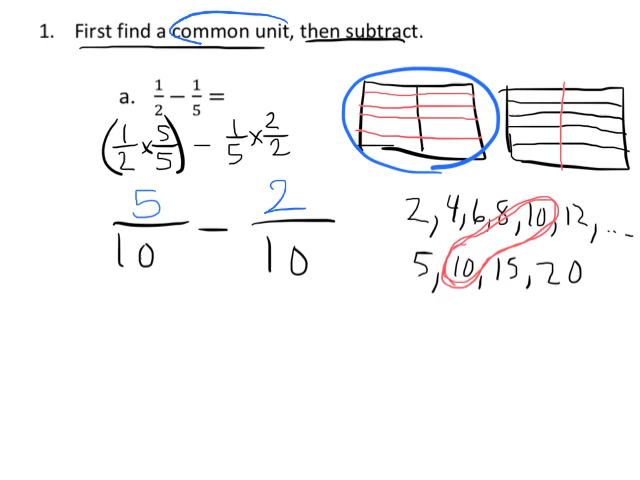 1. First find a common unit, then subtract.
a. 1/2 − 1/5 =
(1/2 × 5/5) − 1/5 × 2/2
5/10 − 2/10
2, 4, 6, 8, 10, 12, ...
5, 10, 15, 20